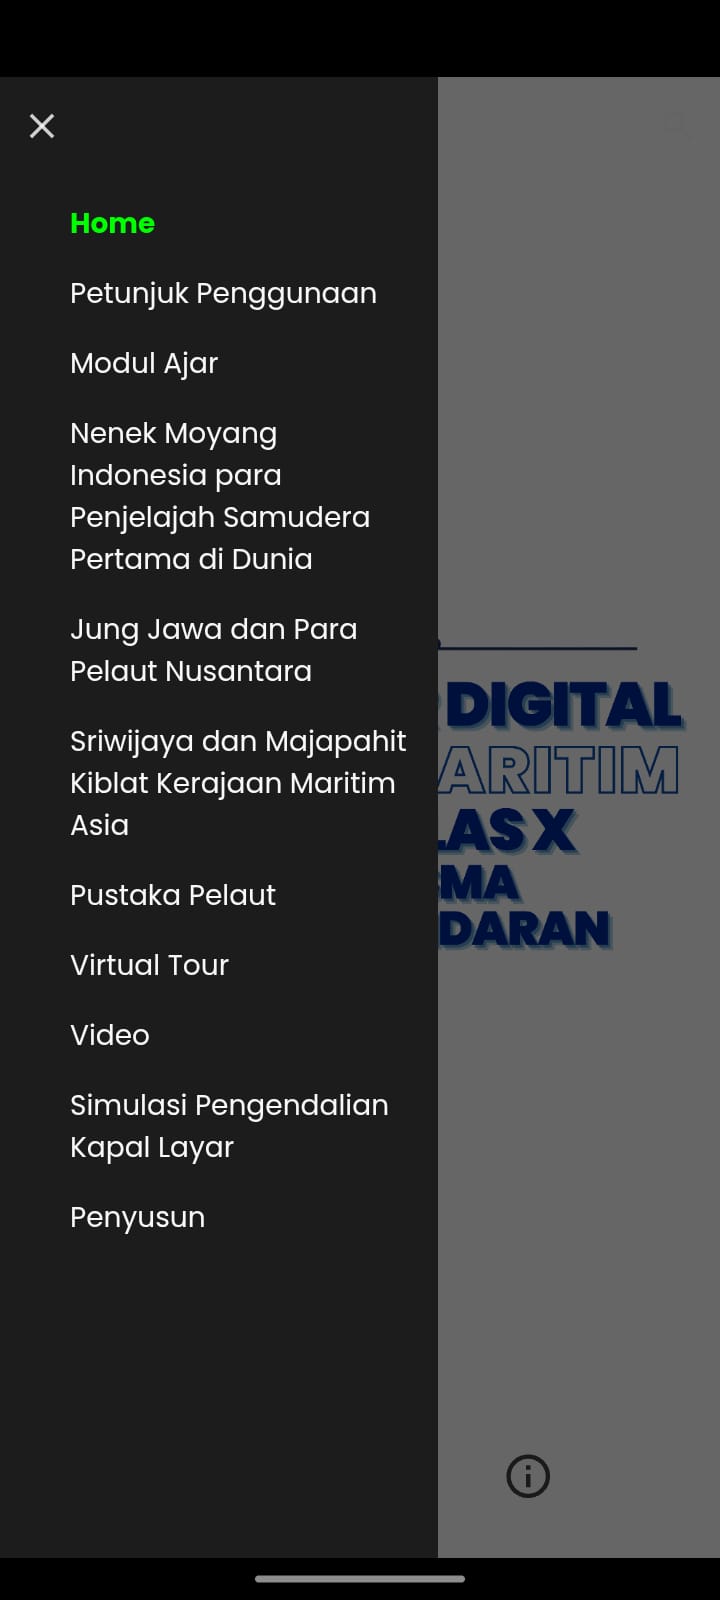 Home
Petunjuk Penggunaan
Modul Ajar
Nenek Moyang
Indonesia para
Penjelajah Samudera
Pertama di Dunia
Jung Jawa dan Para
Pelaut Nusantara
Sriwijaya dan Majapahit
Kiblat Kerajaan Maritim
Asia
Pustaka Pelaut
Virtual Tour
Video
Simulasi Pengendalian
Kapal Layar
Penyusun
DIGITAL
ARITIM
LAS X
MA
DARAN